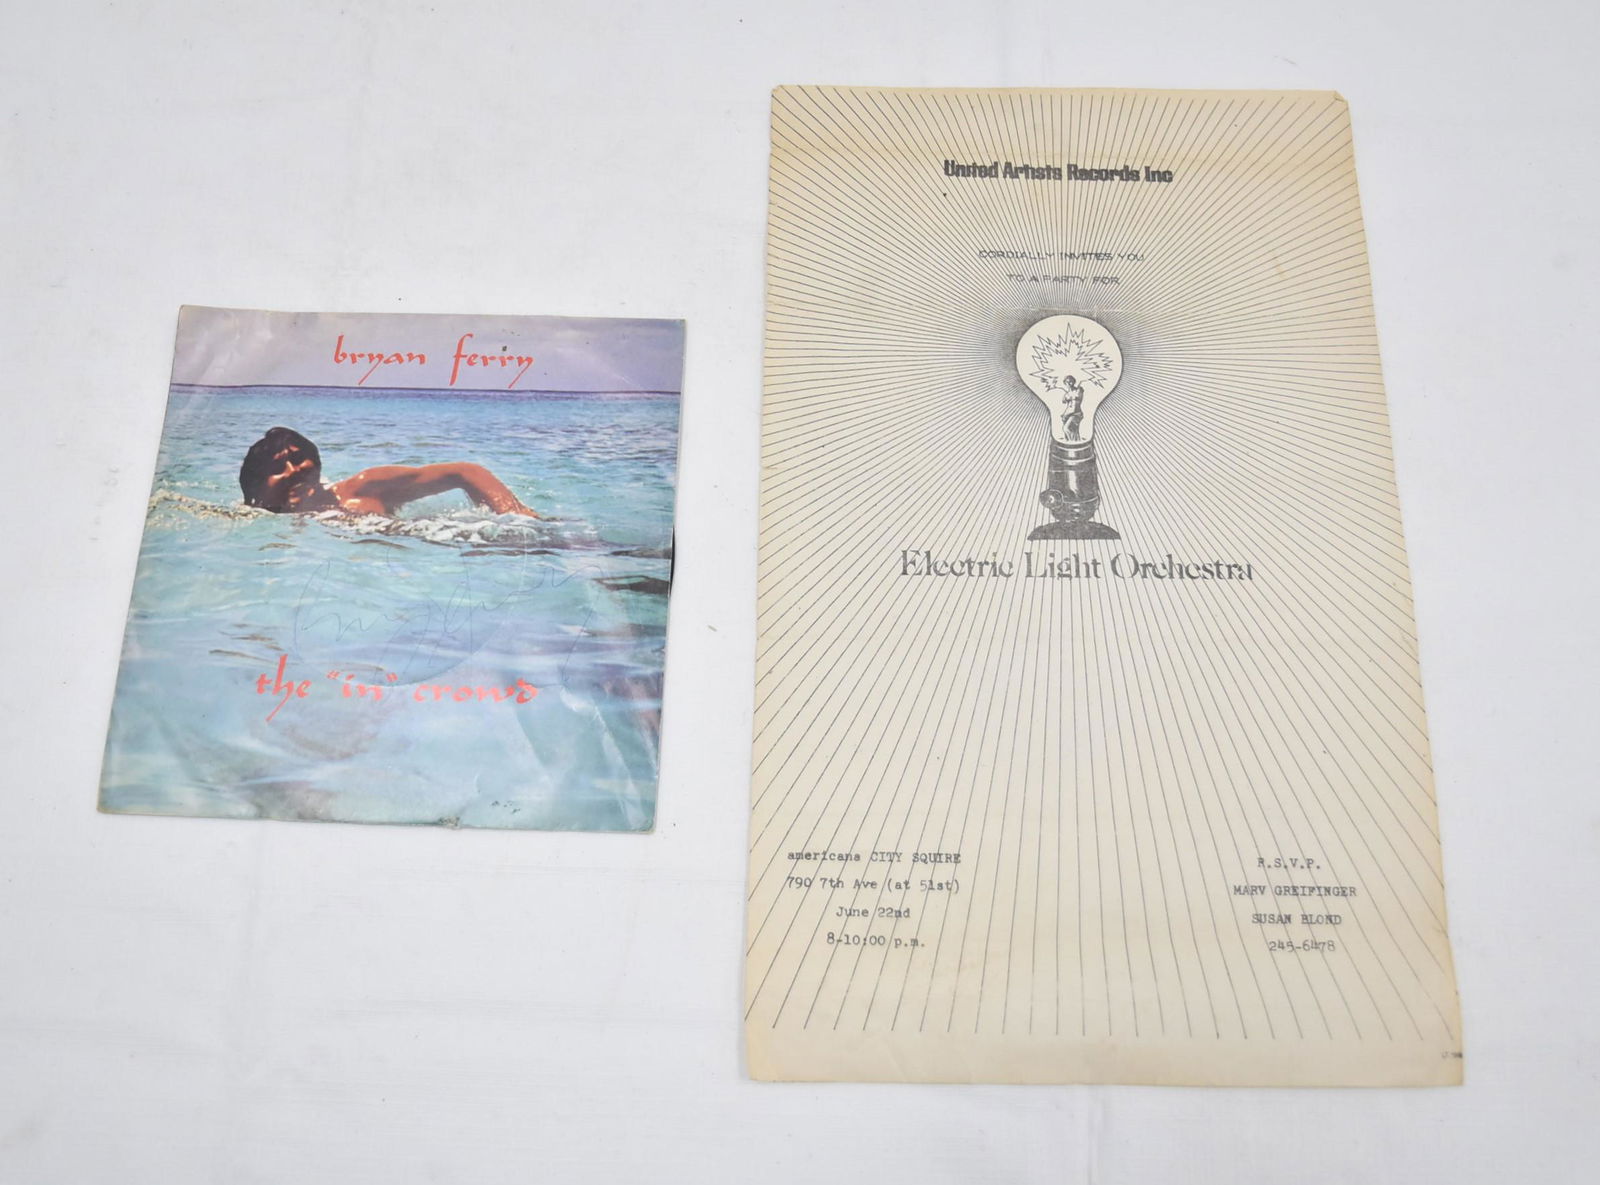 bryan ferry
the "in" crowd
United Artists Records Inc
CORDIALLY INVITES YOU
TO A PARTY FOR
Electric Light Orchestra
americana CITY SQUIRE
790 7th Ave (at 51st)
June 22nd
8-10:00 p.m.
R.S.V.P.
MARV GREIFINGER
SUSAN BLOND
245-6478